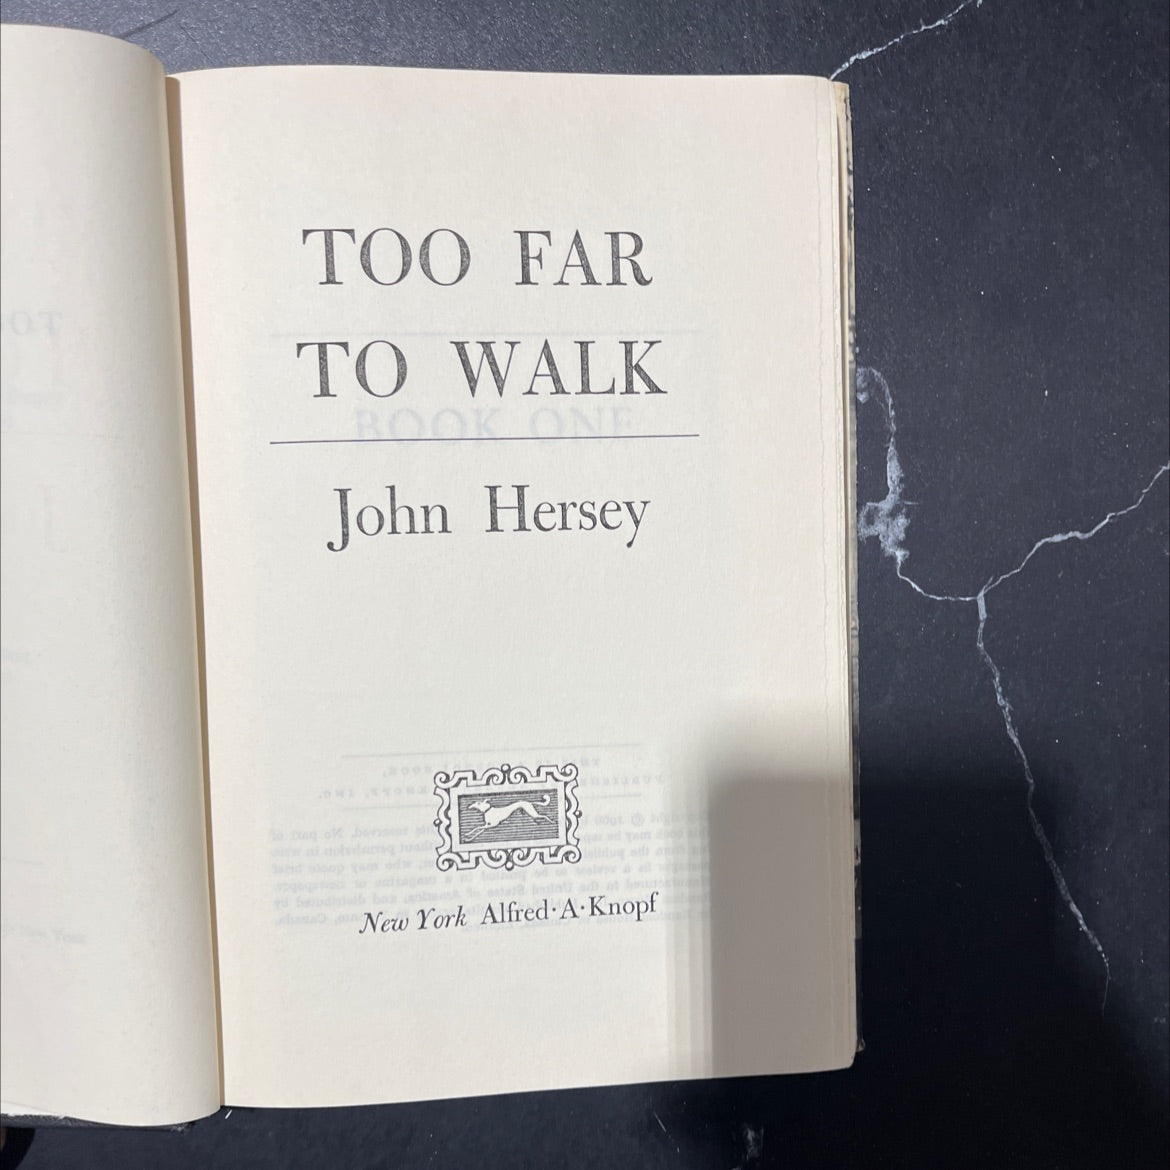 TOO FAR
TO WALK
John Hersey
New York Alfred·A·Knopf